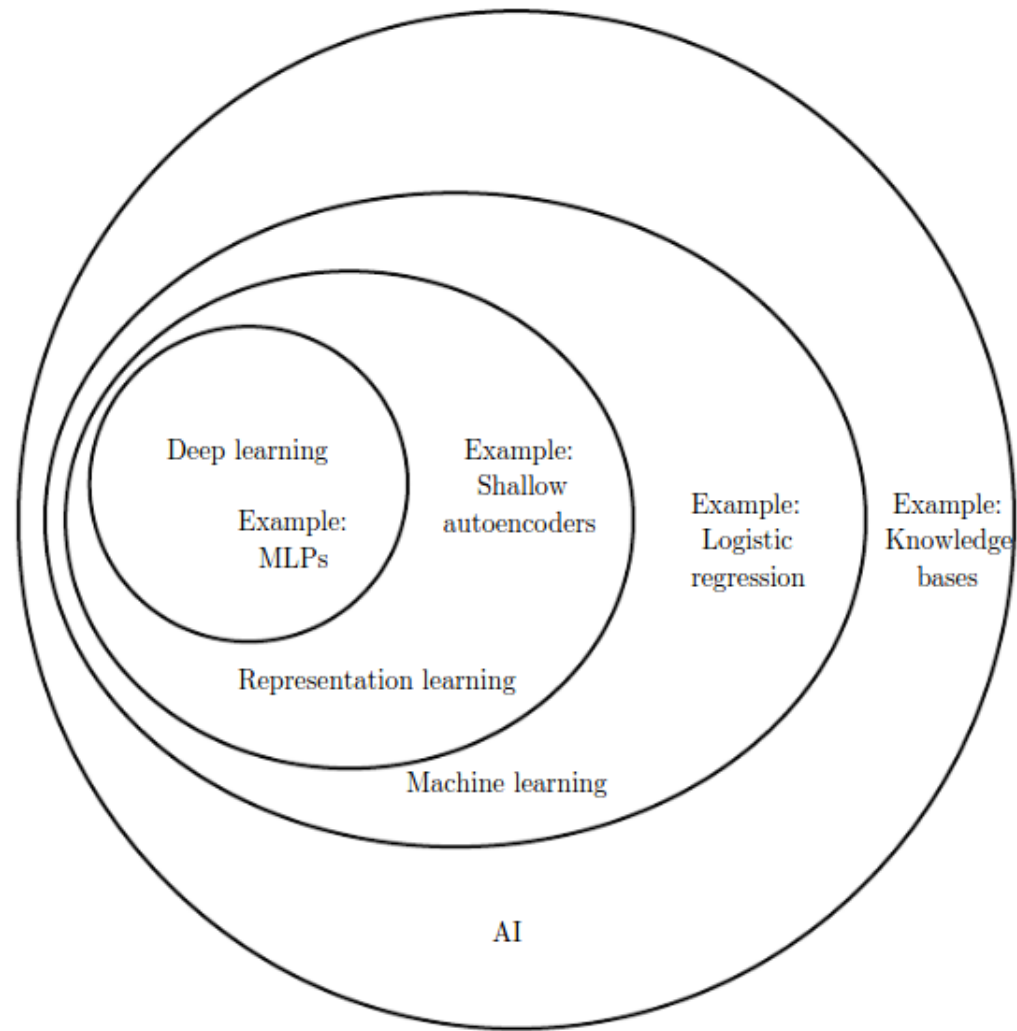 Deep learning
Example:
MLPs
Example:
Shallow
autoencoders
Example:
Logistic
regression
Example:
Knowledge
bases
Representation learning
Machine learning
AI